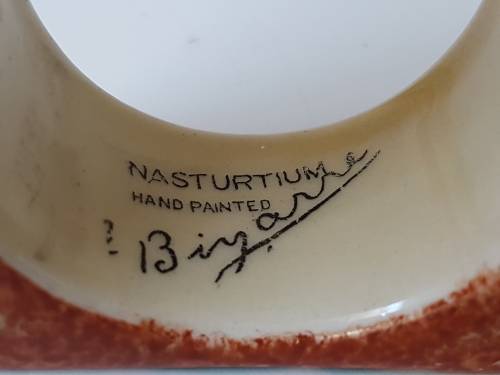 NASTURTIUM
HAND PAINTED
Bizarre